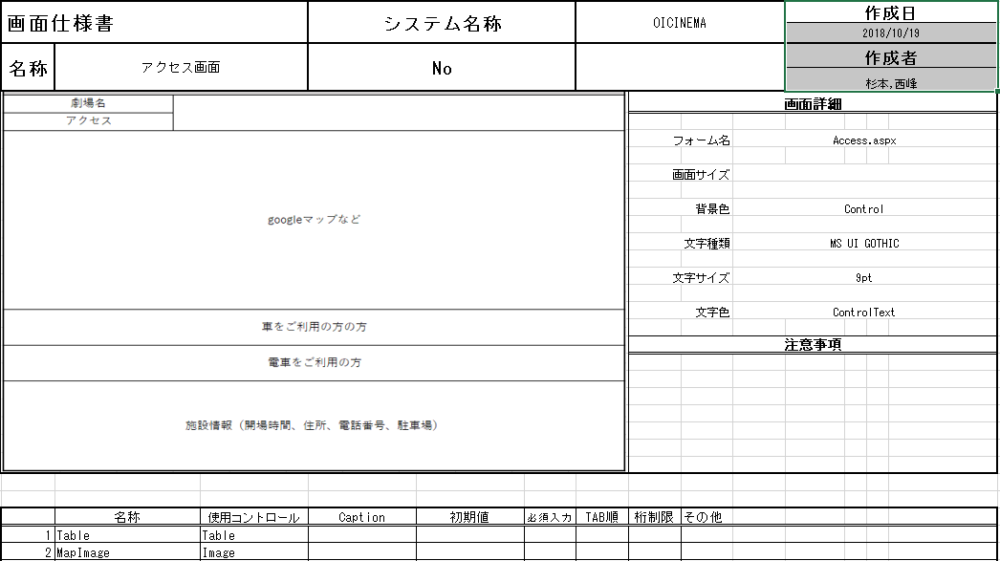 画面仕様書
システム名称
OICINEMA
作成日
2018/10/19
名称
アクセス画面
No
作成者
杉本,西峰
劇場名
アクセス
googleマップなど
車をご利用の方の方
電車をご利用の方
施設情報（開場時間、住所、電話番号、駐車場）
画面詳細
フォーム名 Access.aspx
画面サイズ
背景色 Control
文字種類 MS UI GOTHIC
文字サイズ 9pt
文字色 ControlText
注意事項
名称 使用コントロール Caption 初期値 必須入力 TAB順 桁制限 その他
1 Table Table
2 MapImage Image